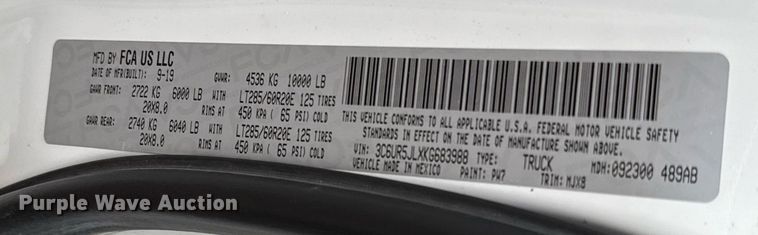 MFD BY FCA US LLC
DATE OF MFR(BUILT): 9-19 GVWR: 4536 KG 10000 LB
GAWR FRONT: 2722 KG 6000 LB WITH LT285/60R20E 125 TIRES
20X8.0 RIMS AT 450 KPA ( 65 PSI) COLD
GAWR REAR: 2740 KG 6040 LB WITH LT285/60R20E 125 TIRES
20X8.0 RIMS AT 450 KPA ( 65 PSI) COLD
THIS VEHICLE CONFORMS TO ALL APPLICABLE U.S.A. FEDERAL MOTOR VEHICLE SAFETY
STANDARDS IN EFFECT ON THE DATE OF MANUFACTURE SHOWN ABOVE.
VIN: 3C6UR5JLXKG683988 TYPE: TRUCK MDH:092300 489AB
VEHICLE MADE IN MEXICO PAINT: PW7 TRIM: MJX9
Purple Wave Auction